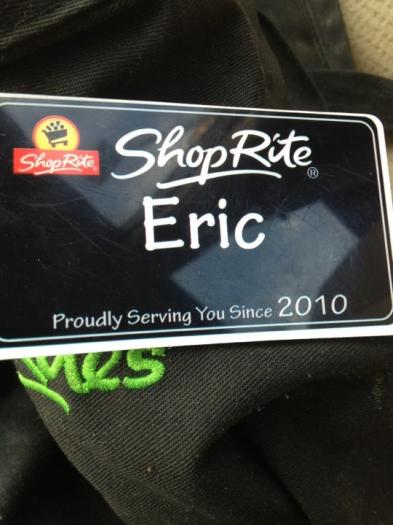 ShopRite
ShopRite®
Eric
Proudly Serving You Since 2010